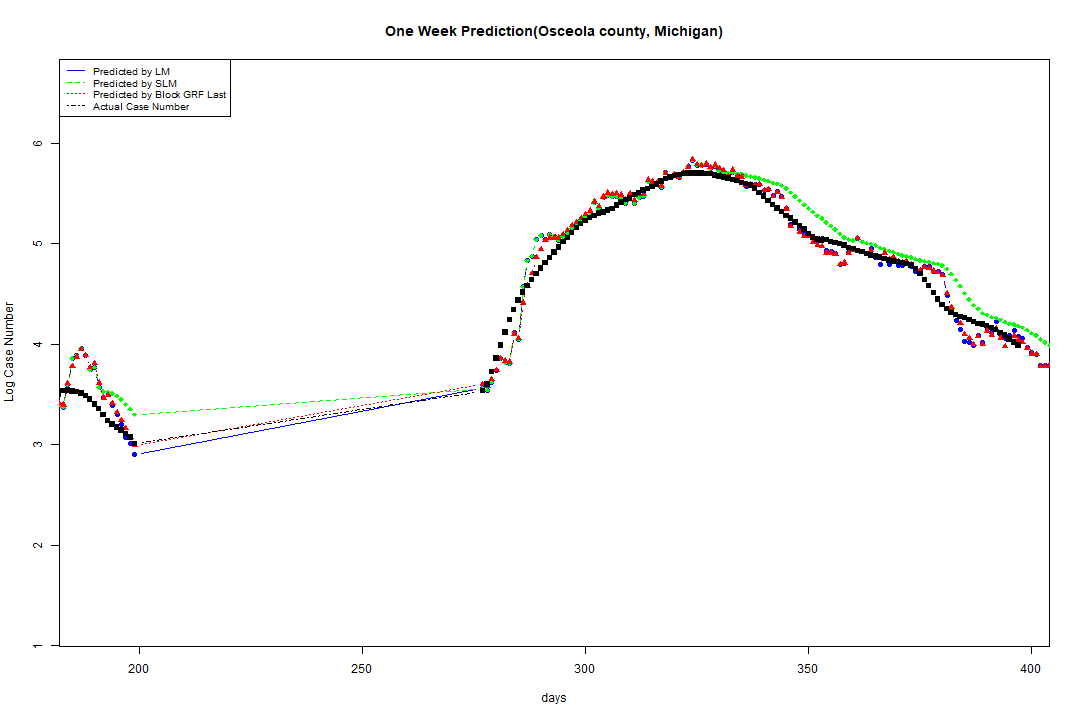 One Week Prediction(Osceola county, Michigan)
Predicted by LM
Predicted by SLM
Predicted by Block GRF Last
Actual Case Number
6
5
4
3
2
1
Log Case Number
200 250 300 350 400
days